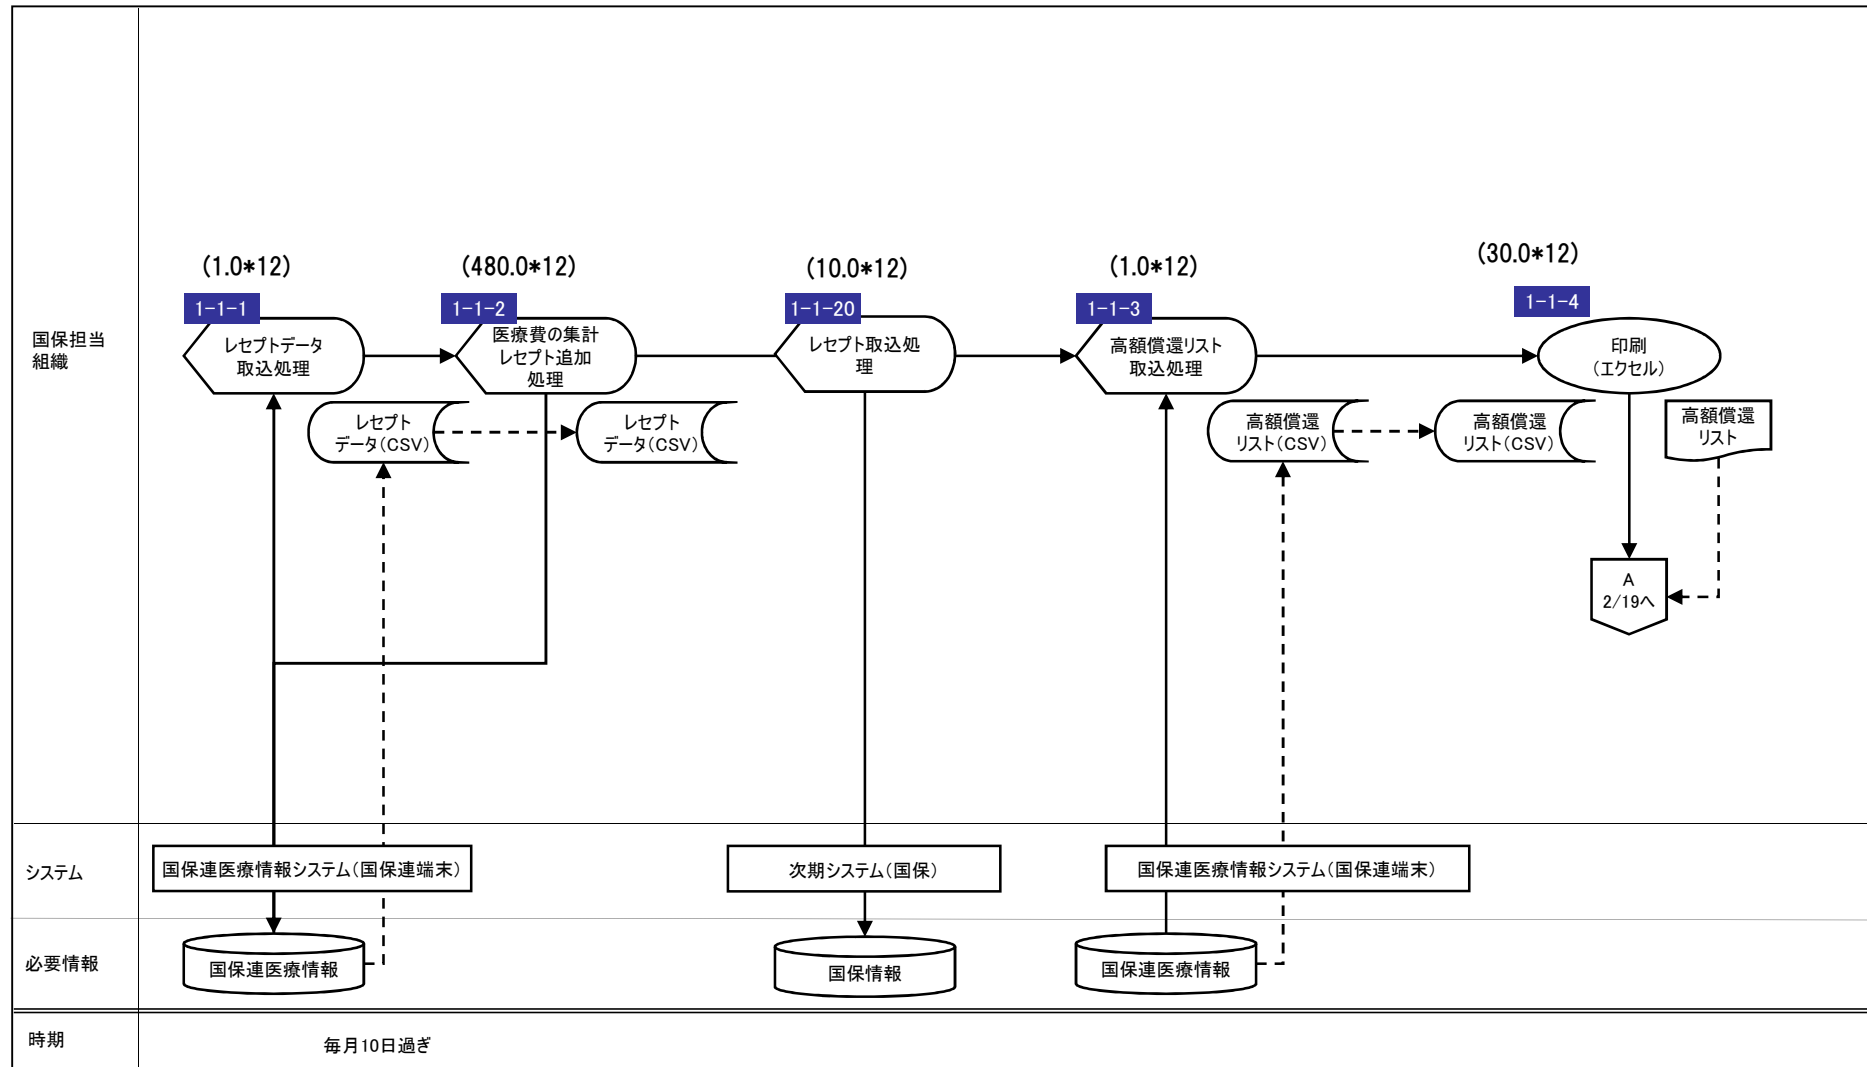 国保担当
組織
(1.0*12)
1-1-1
レセプトデータ
取込処理
(480.0*12)
1-1-2
医療費の集計
レセプト追加
処理
(10.0*12)
1-1-20
レセプト取込処
理
(1.0*12)
1-1-3
高額償還リスト
取込処理
(30.0*12)
1-1-4
印刷
(エクセル)
レセプト
データ(CSV)
レセプト
データ(CSV)
高額償還
リスト(CSV)
高額償還
リスト(CSV)
高額償還
リスト
A
2/19へ
システム
国保連医療情報システム(国保連端末)
次期システム(国保)
国保連医療情報システム(国保連端末)
必要情報
国保連医療情報
国保情報
国保連医療情報
時期
毎月10日過ぎ